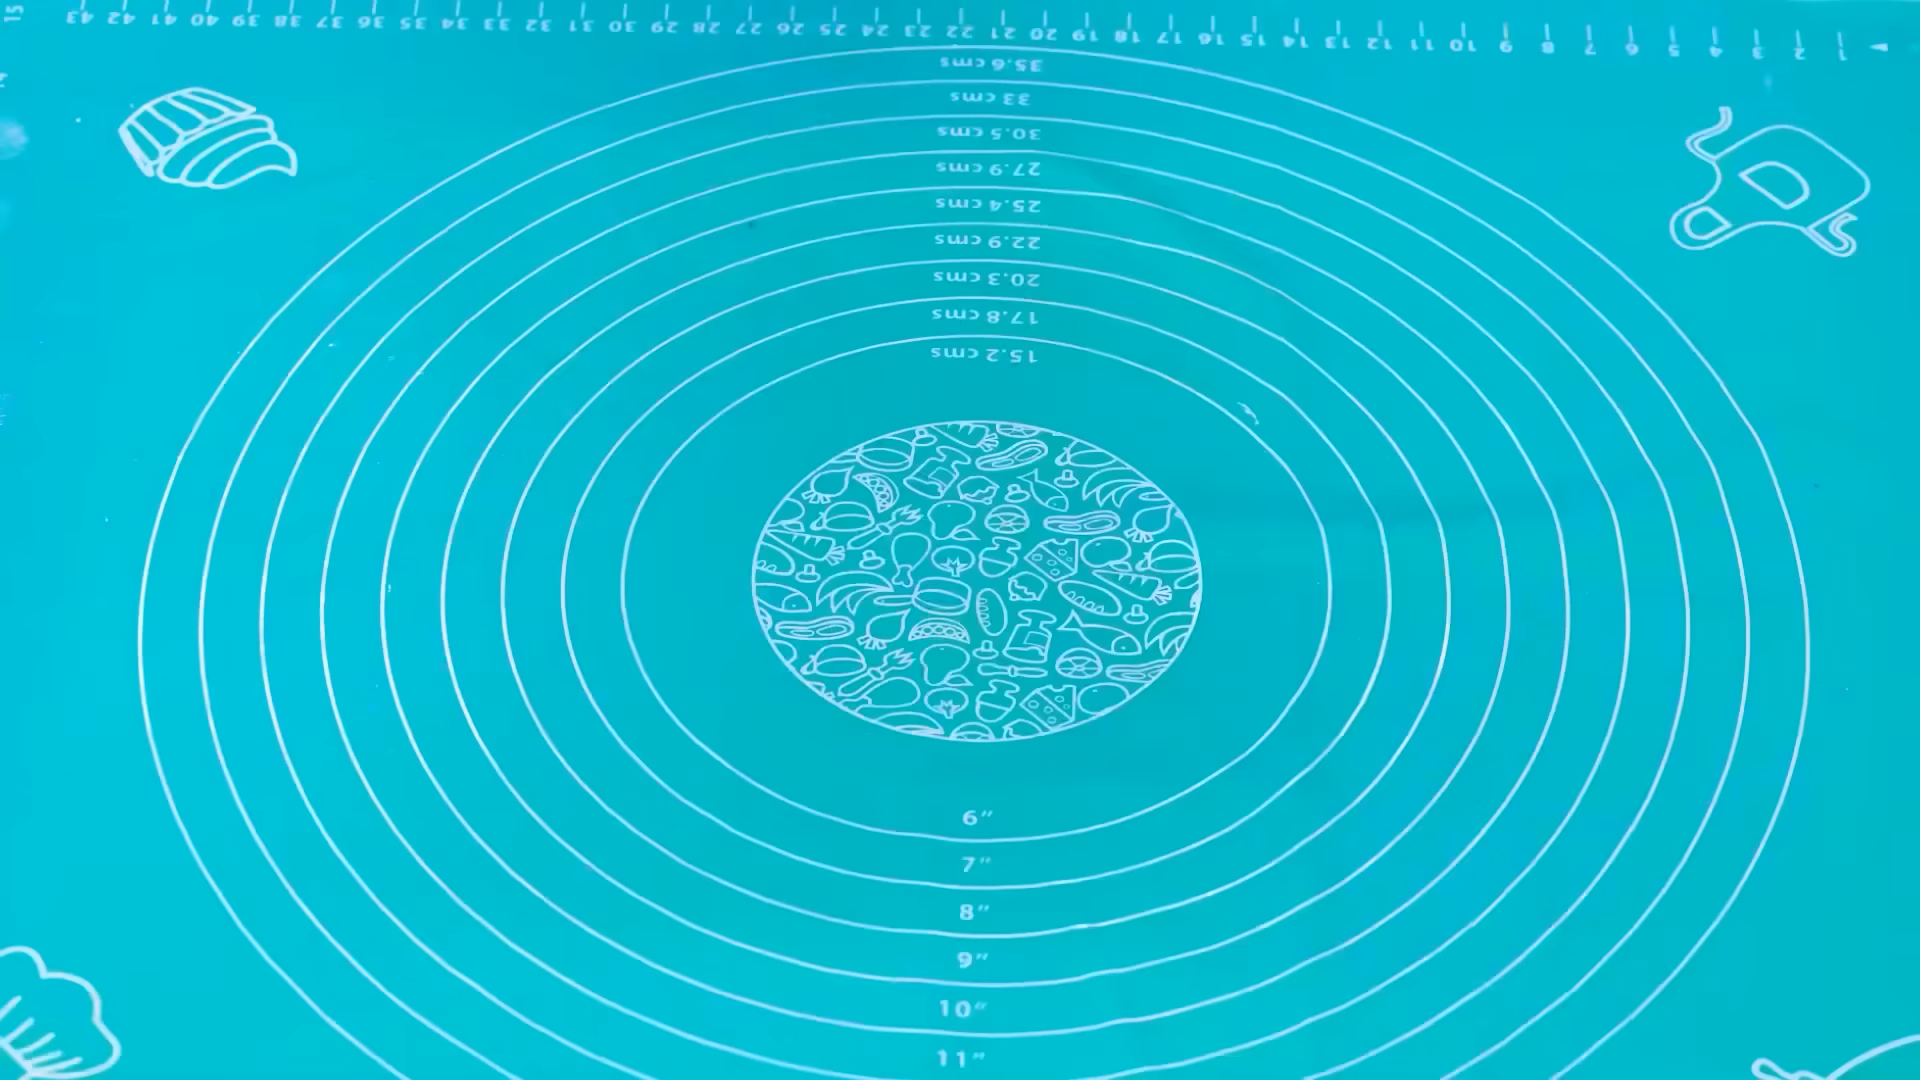 15
43 42 41 40 39 38 37 36 35 34 33 32 31 30 29 28 27 26 25 24 23 22 21 20 19 18 17 16 15 14 13 12 11 10 9 8 7 6 5 4 3 2 1
35.6 cms
33 cms
30.5 cms
27.9 cms
25.4 cms
22.9 cms
20.3 cms
17.8 cms
15.2 cms
6"
7"
8"
9"
10"
11"